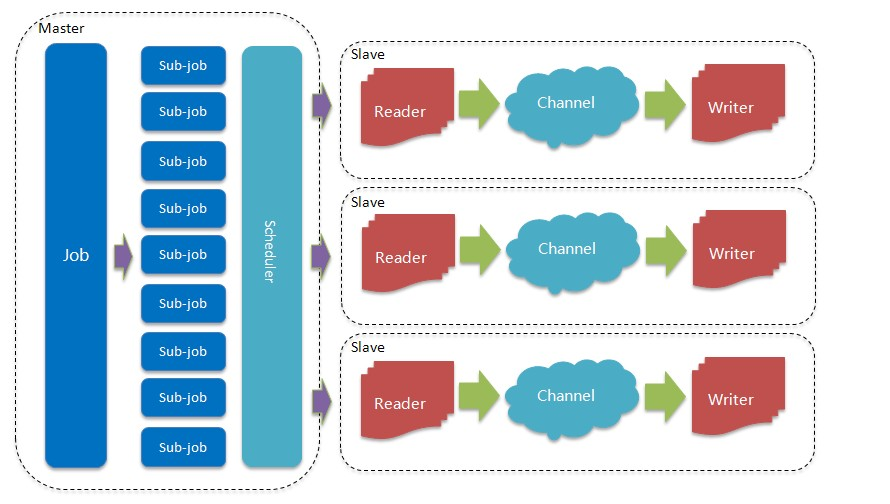 Master
Job
Sub-job
Sub-job
Sub-job
Sub-job
Sub-job
Sub-job
Sub-job
Sub-job
Sub-job
Scheduler
Slave
Reader
Channel
Writer
Slave
Reader
Channel
Writer
Slave
Reader
Channel
Writer